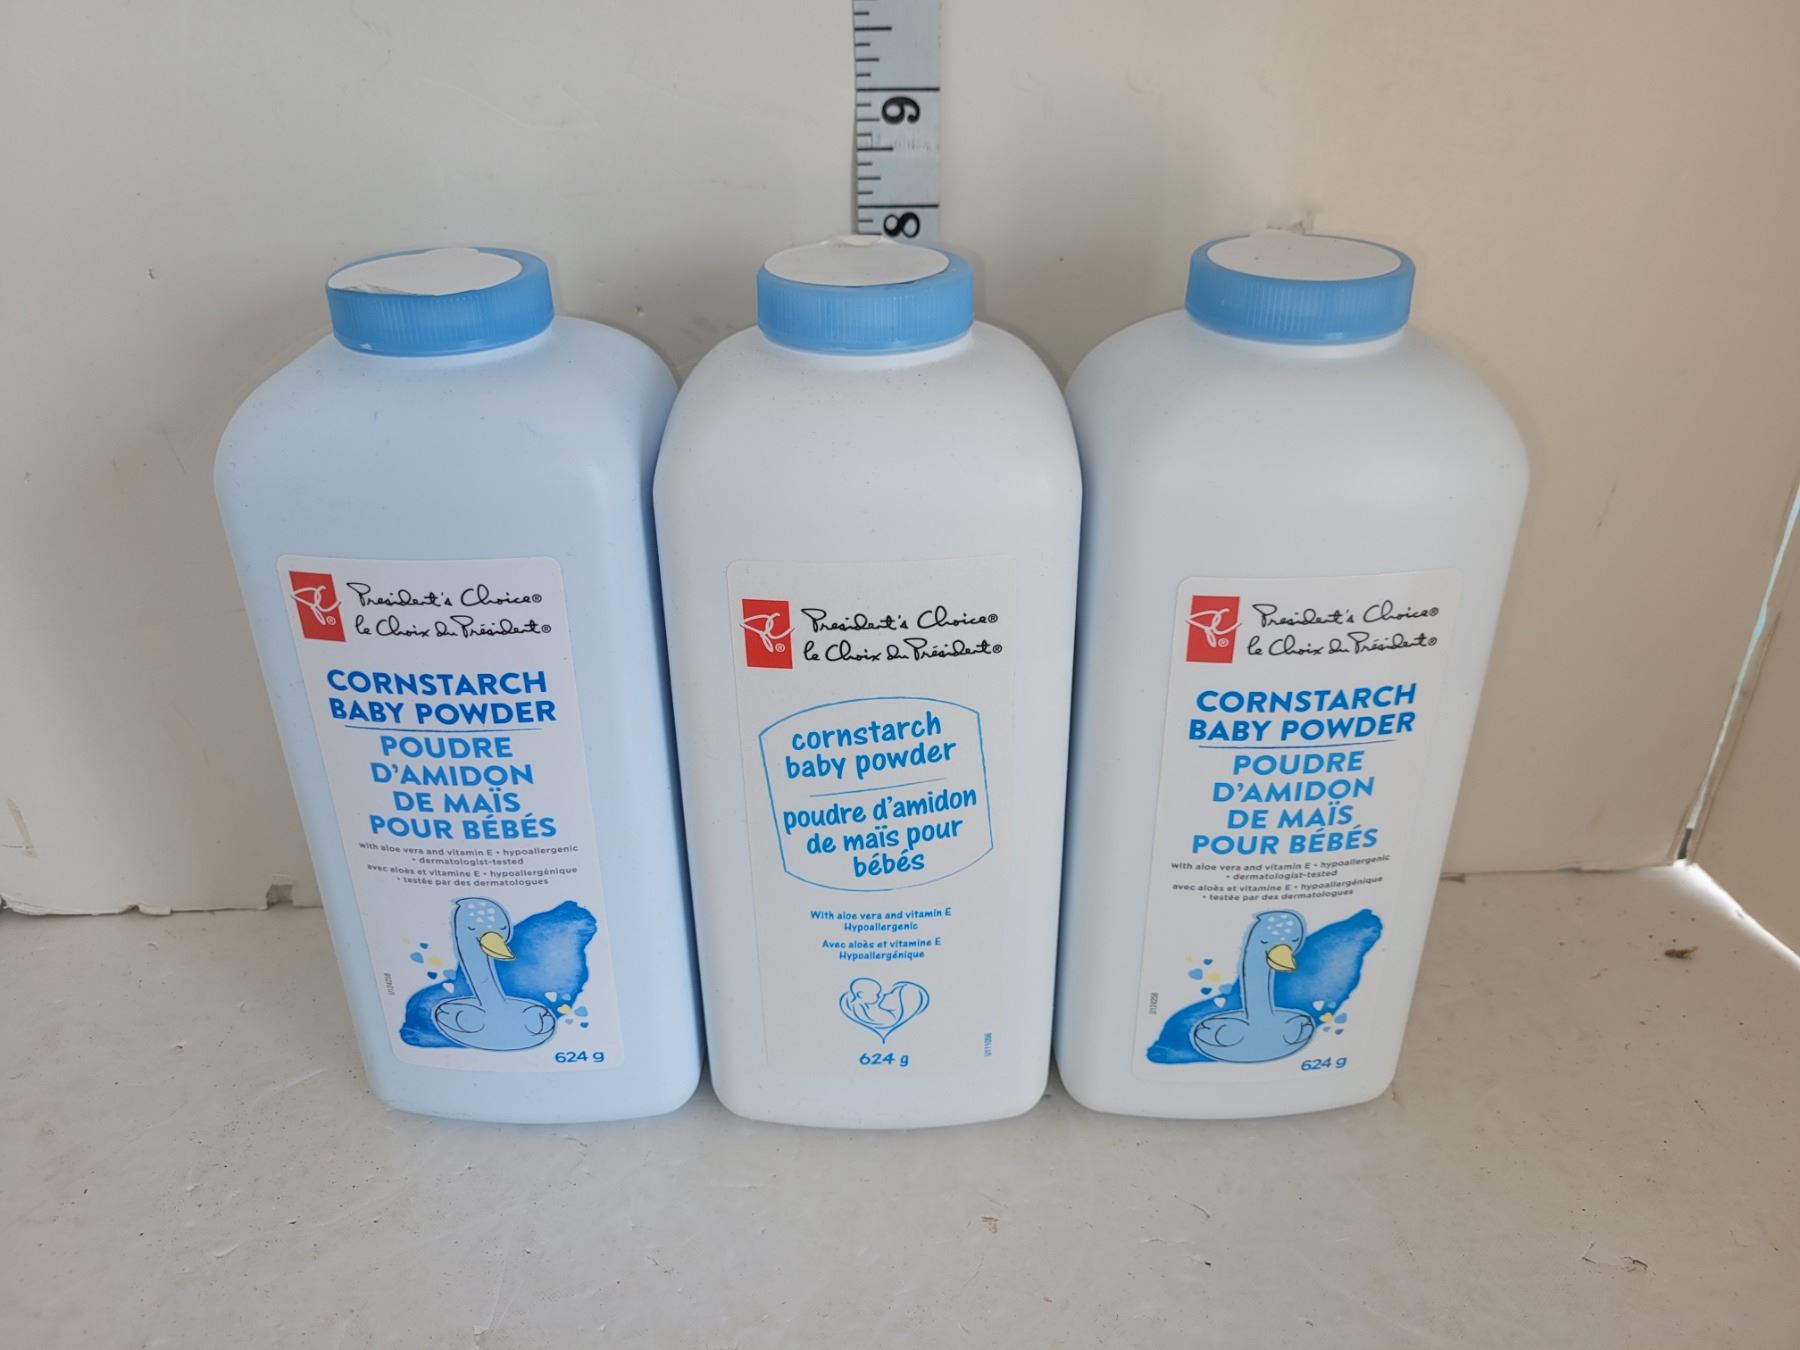 6
8
President's Choice®
le Choix du Président®
CORNSTARCH
BABY POWDER
POUDRE
D'AMIDON
DE MAÏS
POUR BÉBÉS
with aloe vera and vitamin E • hypoallergenic
• dermatologist-tested
avec aloès et vitamine E • hypoallergénique
• testée par des dermatologues
624 g
President's Choice®
le Choix du Président®
cornstarch
baby powder
poudre d'amidon
de maïs pour
bébés
With aloe vera and vitamin E
Hypoallergenic
Avec aloès et vitamine E
Hypoallergénique
624 g
President's Choice®
le Choix du Président®
CORNSTARCH
BABY POWDER
POUDRE
D'AMIDON
DE MAÏS
POUR BÉBÉS
with aloe vera and vitamin E • hypoallergenic
• dermatologist-tested
avec aloès et vitamine E • hypoallergénique
• testée par des dermatologues
624 g